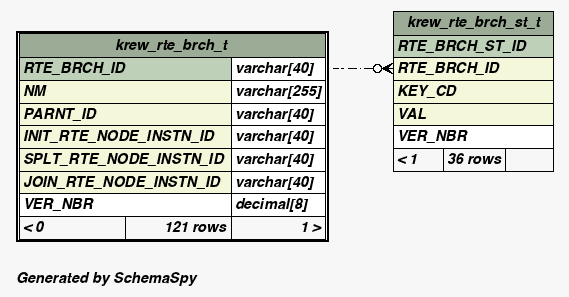 krew_rte_brch_t
RTE_BRCH_ID varchar[40]
NM varchar[255]
PARNT_ID varchar[40]
INIT_RTE_NODE_INSTN_ID varchar[40]
SPLT_RTE_NODE_INSTN_ID varchar[40]
JOIN_RTE_NODE_INSTN_ID varchar[40]
VER_NBR decimal[8]
< 0 121 rows 1 >
krew_rte_brch_st_t
RTE_BRCH_ST_ID
RTE_BRCH_ID
KEY_CD
VAL
VER_NBR
< 1 36 rows
Generated by SchemaSpy